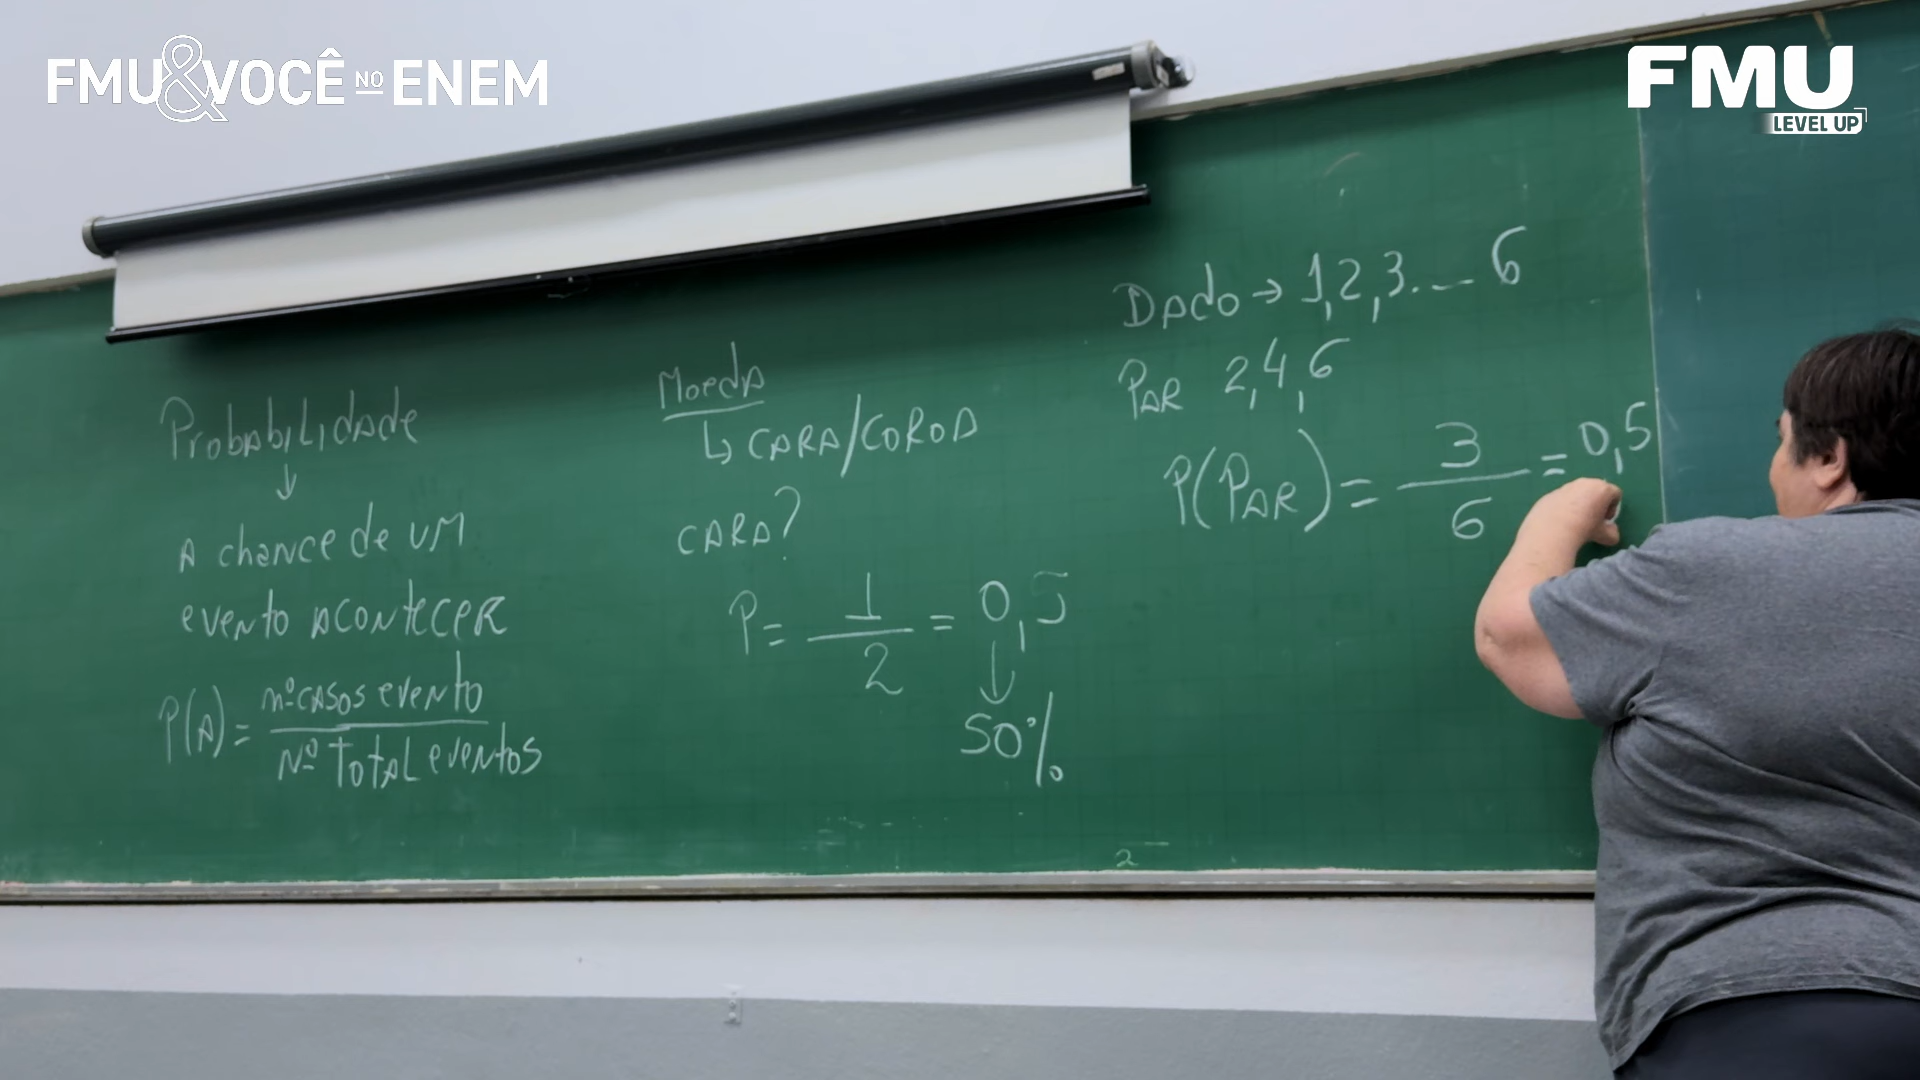 FMU&VOCÊ NO ENEM
FMU
LEVEL UP
Probabilidade
↓
A chance de um
evento acontecer
P(A) = nº casos evento
Nº Total eventos
Moeda
↳ CARA/COROA
CARA?
P = 1/2 = 0,5
↓
50%
Dado → 1,2,3... 6
PAR 2,4,6
P(PAR) = 3/6 = 0,5
2